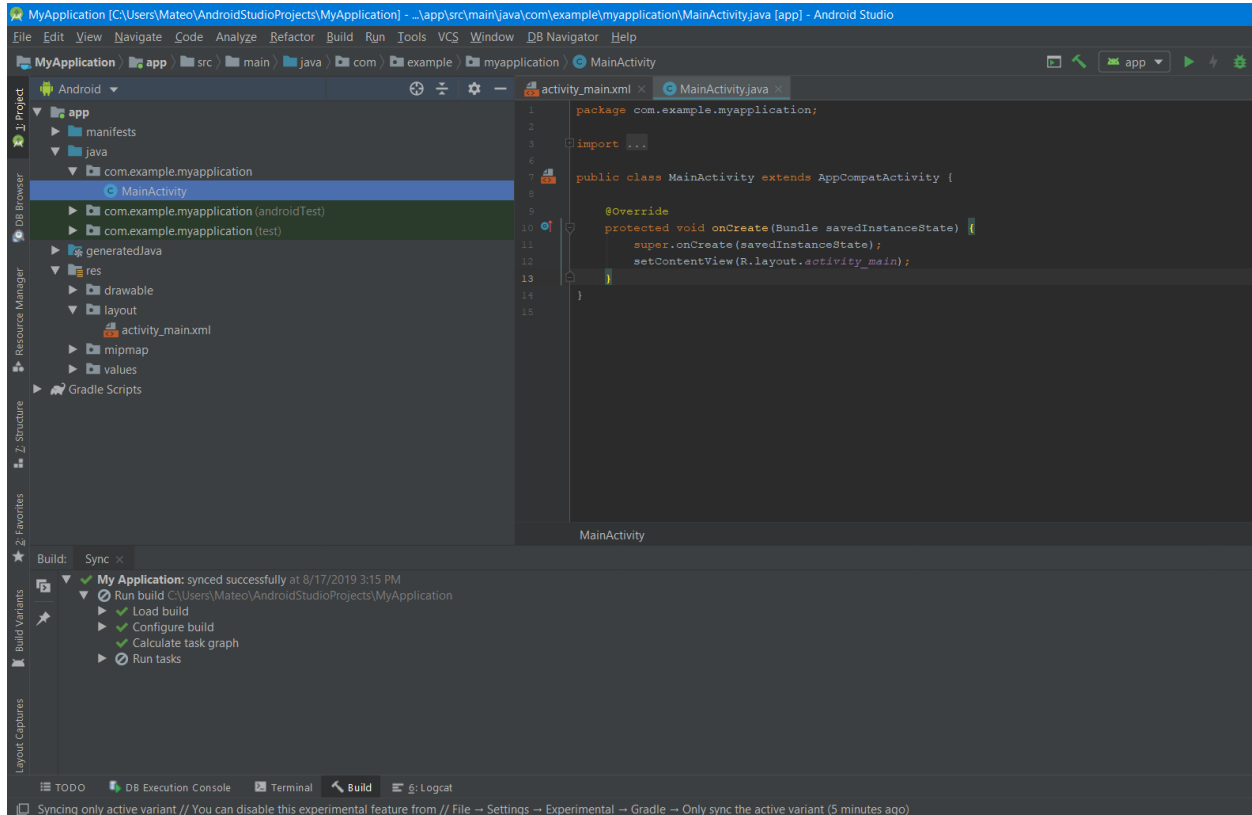 MyApplication [C:\Users\Mateo\AndroidStudioProjects\MyApplication] - ...\app\src\main\java\com\example\myapplication\MainActivity.java [app] - Android Studio
File Edit View Navigate Code Analyze Refactor Build Run Tools VCS Window DB Navigator Help
MyApplication app src main java com example myapplication MainActivity app
1: Project
DB Browser
Resource Manager
7: Structure
2: Favorites
Build Variants
Layout Captures
Android
app
manifests
java
com.example.myapplication
MainActivity
com.example.myapplication (androidTest)
com.example.myapplication (test)
generatedJava
res
drawable
layout
activity_main.xml
mipmap
values
Gradle Scripts
activity_main.xml MainActivity.java
1 package com.example.myapplication;
2
3 import ...
6
7 public class MainActivity extends AppCompatActivity {
8
9 @Override
10 protected void onCreate(Bundle savedInstanceState) {
11 super.onCreate(savedInstanceState);
12 setContentView(R.layout.activity_main);
13 }
14 }
15
MainActivity
Build: Sync
My Application: synced successfully at 8/17/2019 3:15 PM
Run build C:\Users\Mateo\AndroidStudioProjects\MyApplication
Load build
Configure build
Calculate task graph
Run tasks
TODO DB Execution Console Terminal Build 6: Logcat
Syncing only active variant // You can disable this experimental feature from // File → Settings → Experimental → Gradle → Only sync the active variant (5 minutes ago)